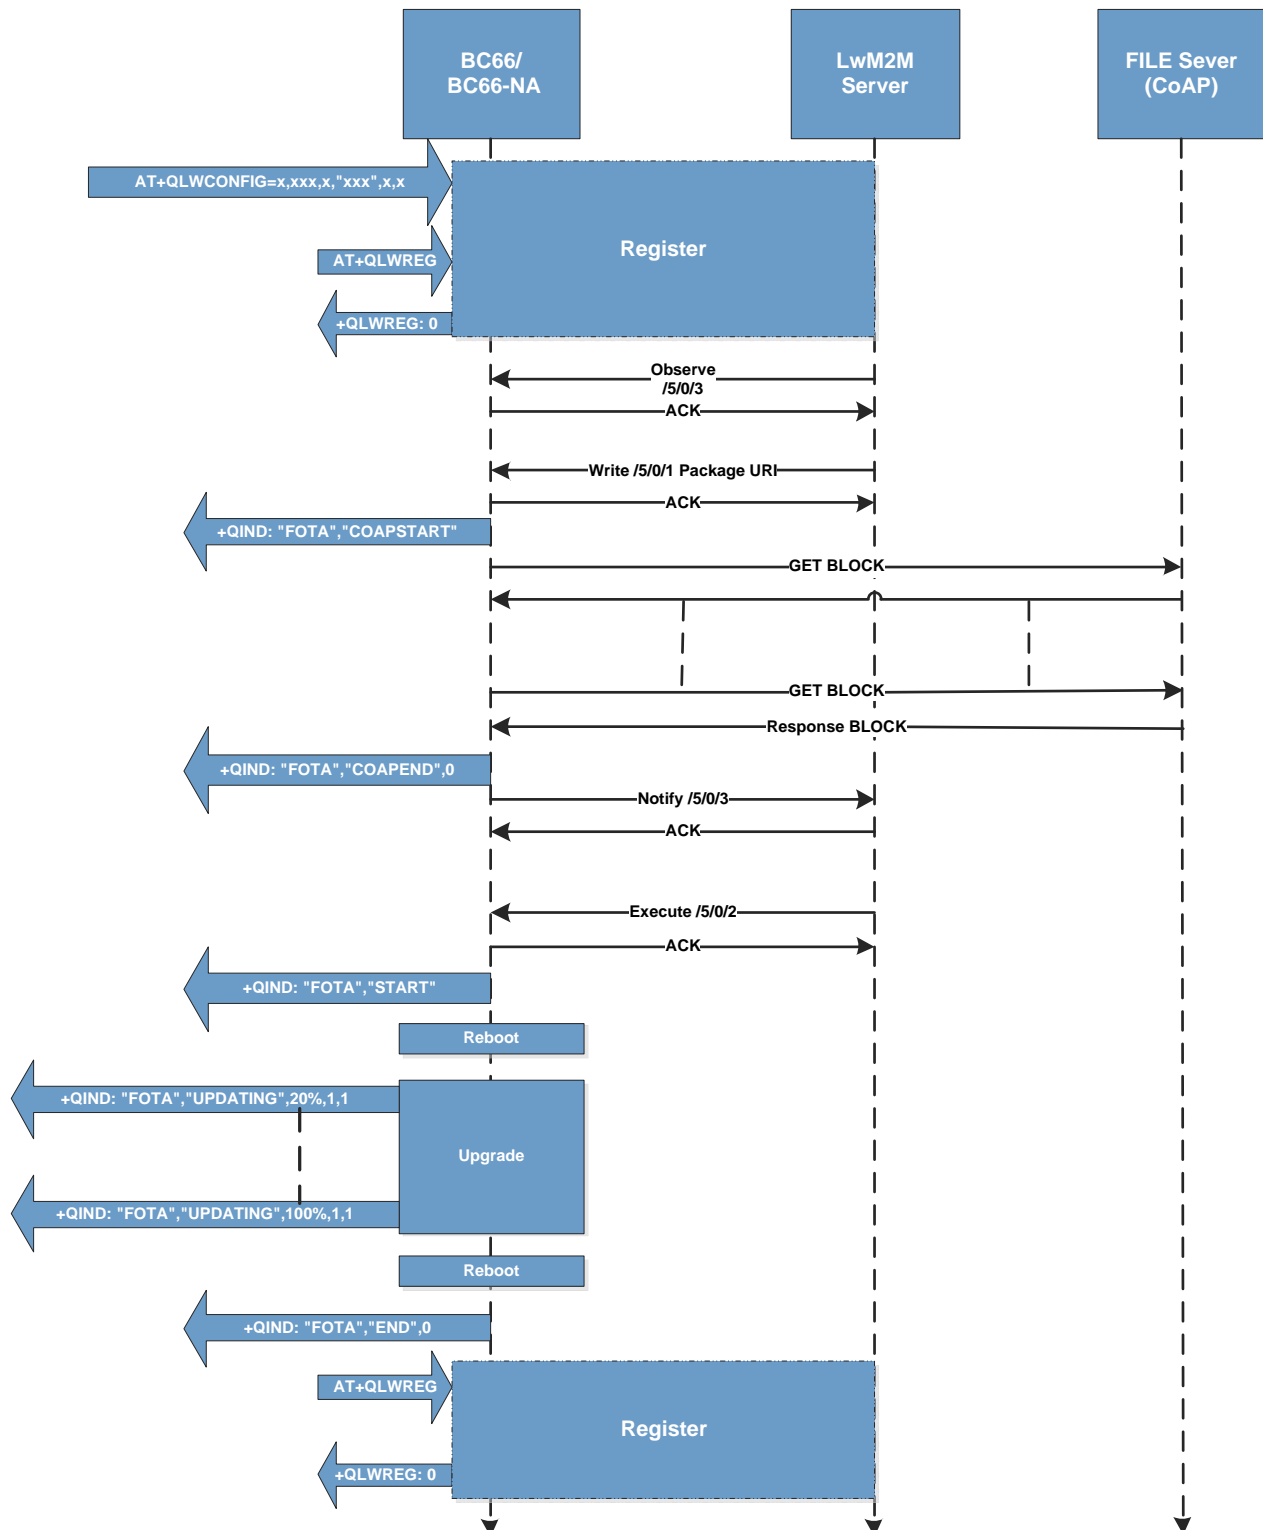 BC66/
BC66-NA
LwM2M
Server
FILE Sever
(CoAP)
AT+QLWCONFIG=x,xxx,x,"xxx",x,x
Register
AT+QLWREG
+QLWREG: 0
Observe
/5/0/3
ACK
Write /5/0/1 Package URI
ACK
+QIND: "FOTA","COAPSTART"
GET BLOCK
GET BLOCK
Response BLOCK
+QIND: "FOTA","COAPEND",0
Notify /5/0/3
ACK
Execute /5/0/2
ACK
+QIND: "FOTA","START"
Reboot
+QIND: "FOTA","UPDATING",20%,1,1
Upgrade
+QIND: "FOTA","UPDATING",100%,1,1
Reboot
+QIND: "FOTA","END",0
AT+QLWREG
Register
+QLWREG: 0